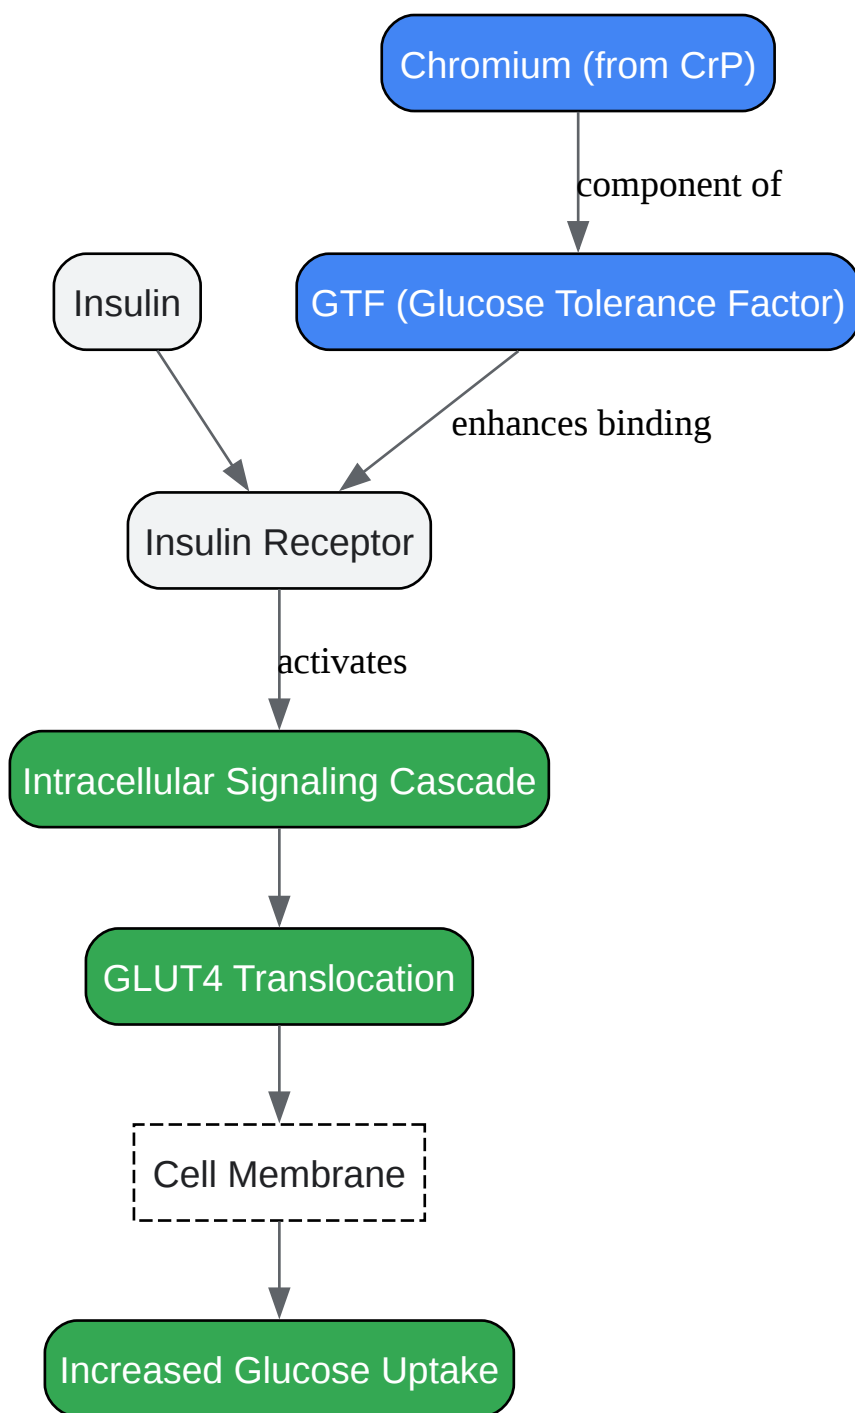 Chromium (from CrP)
component of
Insulin
GTF (Glucose Tolerance Factor)
enhances binding
Insulin Receptor
activates
Intracellular Signaling Cascade
GLUT4 Translocation
Cell Membrane
Increased Glucose Uptake